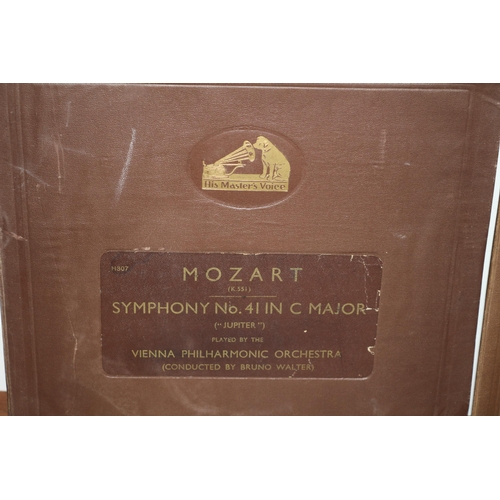 His Master's Voice
MOZART
(K 551)
SYMPHONY No. 41 IN C MAJOR
("JUPITER")
PLAYED BY THE
VIENNA PHILHARMONIC ORCHESTRA
(CONDUCTED BY BRUNO WALTER)